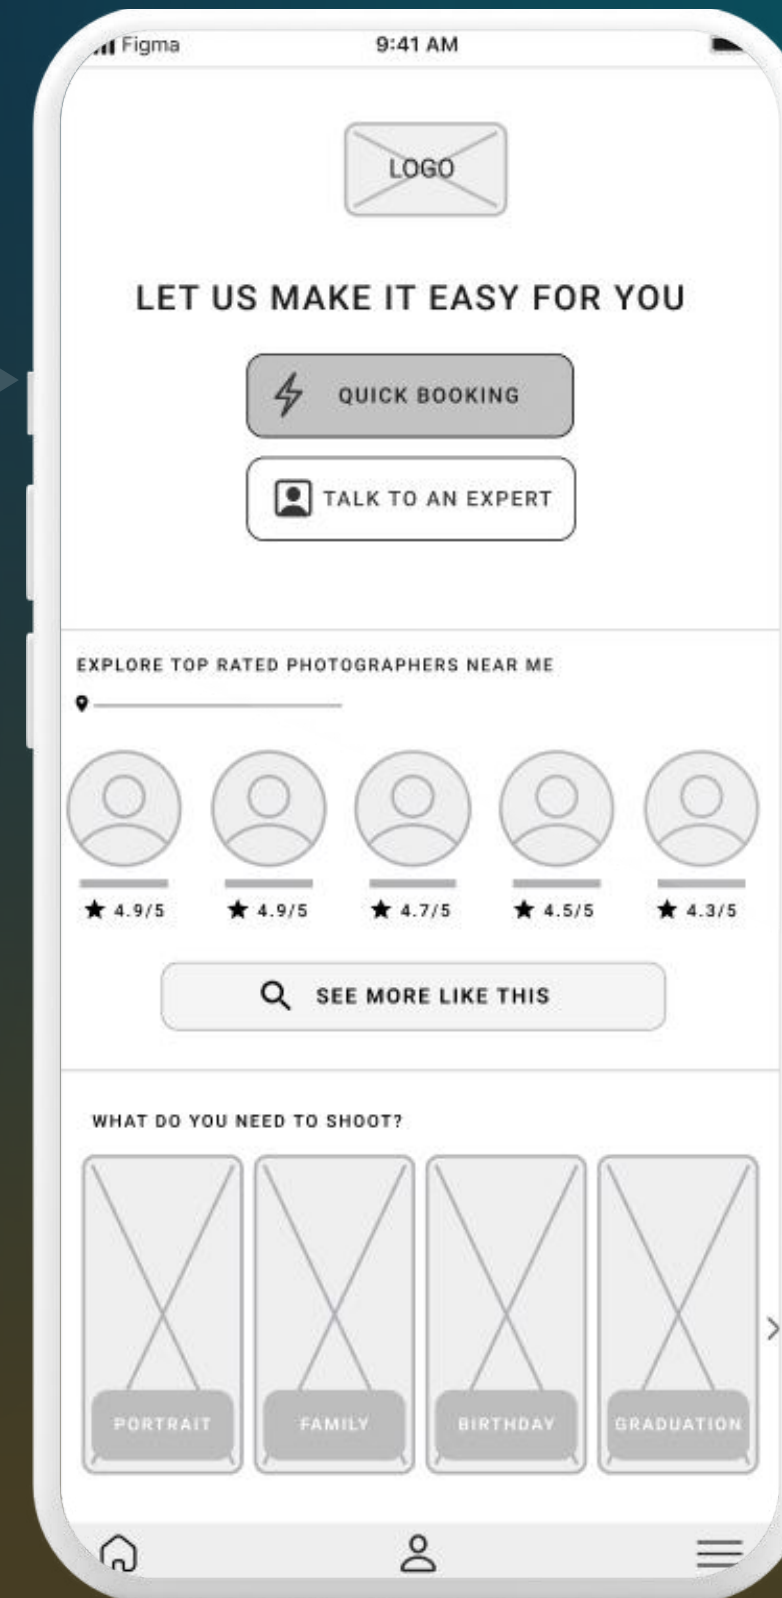 Figma 9:41 AM
LOGO
LET US MAKE IT EASY FOR YOU
QUICK BOOKING
TALK TO AN EXPERT
EXPLORE TOP RATED PHOTOGRAPHERS NEAR ME
4.9/5 4.9/5 4.7/5 4.5/5 4.3/5
SEE MORE LIKE THIS
WHAT DO YOU NEED TO SHOOT?
PORTRAIT FAMILY BIRTHDAY GRADUATION